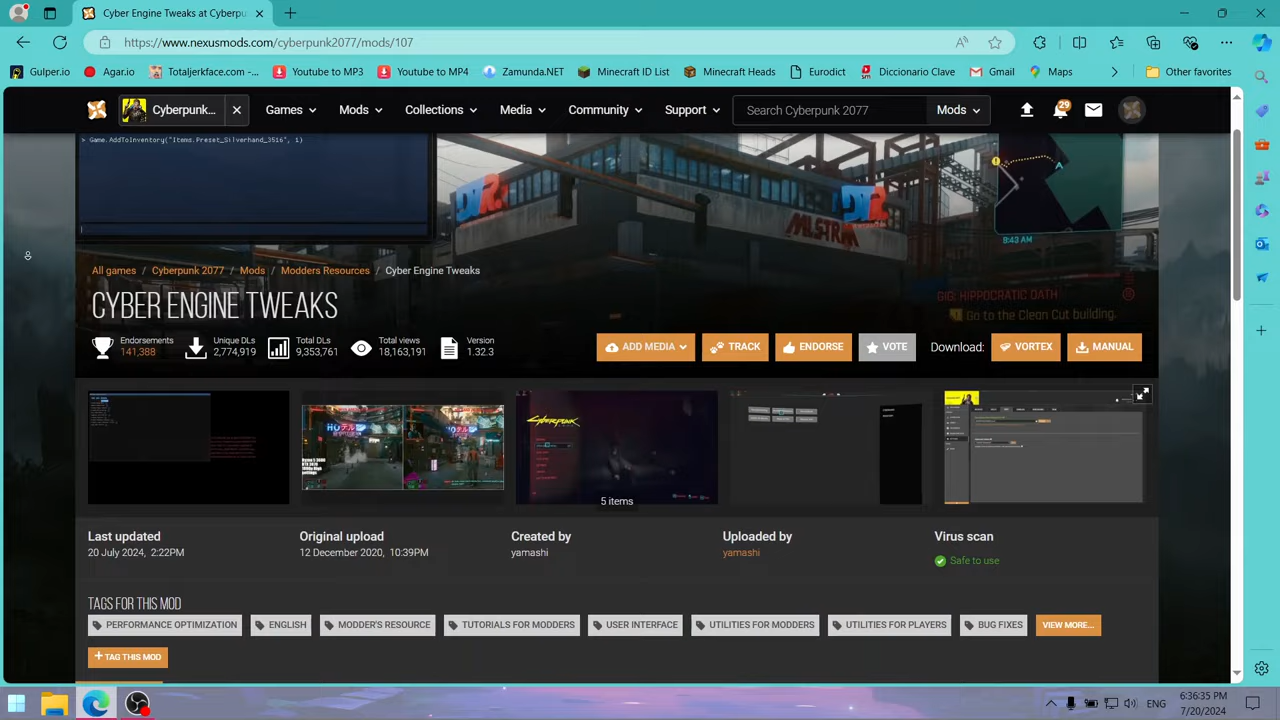 Cyber Engine Tweaks at Cyberpu
https://www.nexusmods.com/cyberpunk2077/mods/107
Gulper.io
Agar.io
Totaljerkface.com -...
Youtube to MP3
Youtube to MP4
Zamunda.NET
Minecraft ID List
Minecraft Heads
Eurodict
Diccionario Clave
Gmail
Maps
Other favorites
Cyberpunk...
Games
Mods
Collections
Media
Community
Support
Search Cyberpunk 2077
Mods
29
> Game.AddToInventory("Items.Preset_Silverhand_3516", 1)
MLSTRM
9:43 AM
GIG: HIPPOCRATIC OATH
Go to the Clean Cut building.
All games / Cyberpunk 2077 / Mods / Modders Resources / Cyber Engine Tweaks
CYBER ENGINE TWEAKS
Endorsements
141,388
Unique DLs
2,774,919
Total DLs
9,353,761
Total views
18,163,191
Version
1.32.3
ADD MEDIA
TRACK
ENDORSE
VOTE
Download:
VORTEX
MANUAL
5 items
Last updated
20 July 2024, 2:22PM
Original upload
12 December 2020, 10:39PM
Created by
yamashi
Uploaded by
yamashi
Virus scan
Safe to use
TAGS FOR THIS MOD
PERFORMANCE OPTIMIZATION
ENGLISH
MODDER'S RESOURCE
TUTORIALS FOR MODDERS
USER INTERFACE
UTILITIES FOR MODDERS
UTILITIES FOR PLAYERS
BUG FIXES
VIEW MORE...
+ TAG THIS MOD
ENG
6:36:35 PM
7/20/2024